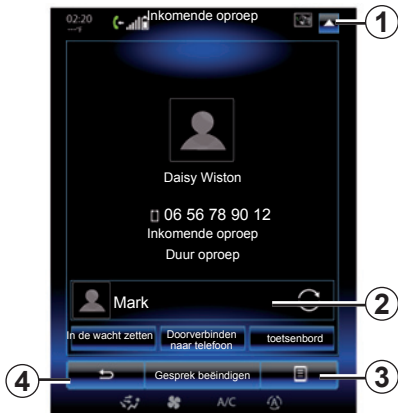 02:20
Inkomende oproep
1
Daisy Wiston
06 56 78 90 12
Inkomende oproep
Duur oproep
Mark
2
In de wacht zetten
Doorverbinden
naar telefoon
toetsenbord
4
Gesprek beëindigen
3
A/C